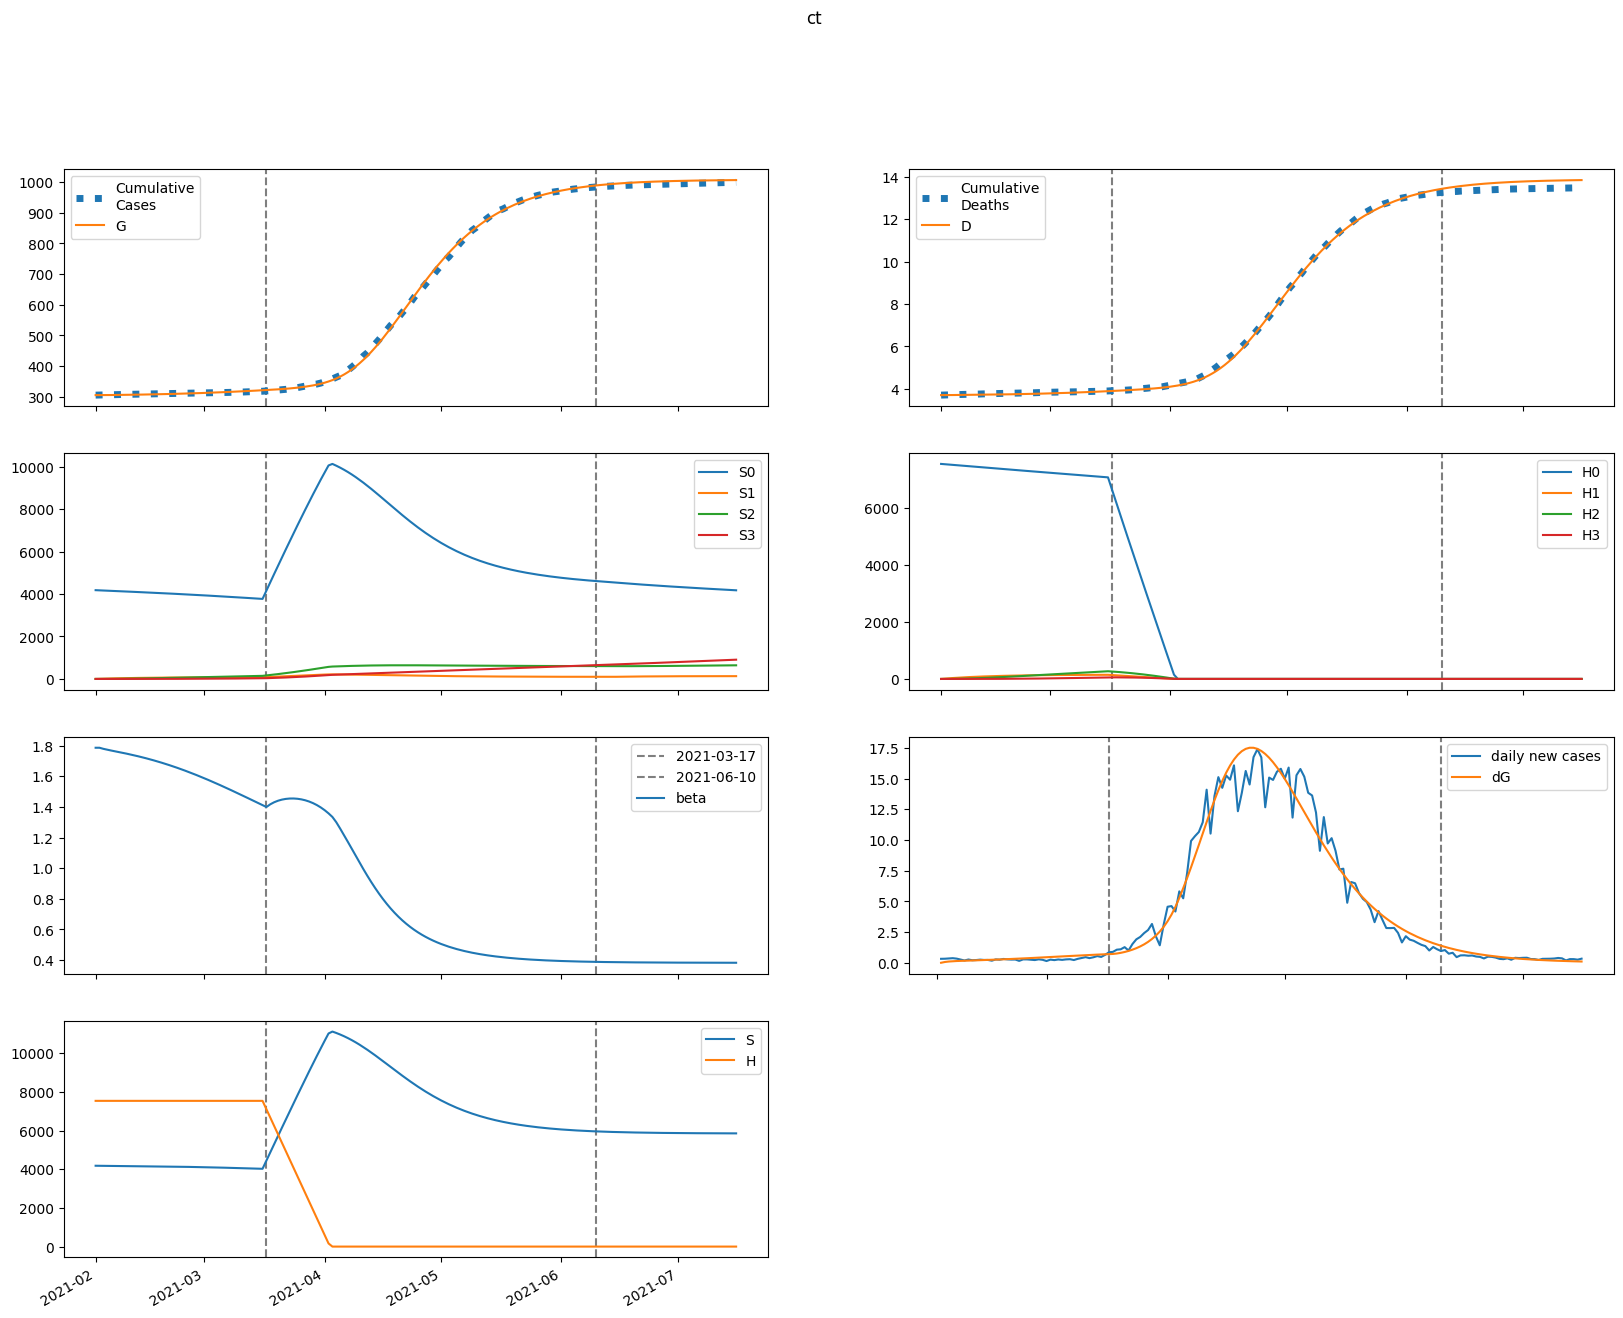 ct
Cumulative
Cases
G
1000
900
800
700
600
500
400
300
Cumulative
Deaths
D
14
12
10
8
6
4
S0
S1
S2
S3
10000
8000
6000
4000
2000
0
H0
H1
H2
H3
6000
4000
2000
0
2021-03-17
2021-06-10
beta
1.8
1.6
1.4
1.2
1.0
0.8
0.6
0.4
daily new cases
dG
17.5
15.0
12.5
10.0
7.5
5.0
2.5
0.0
S
H
10000
8000
6000
4000
2000
0
2021-02
2021-03
2021-04
2021-05
2021-06
2021-07